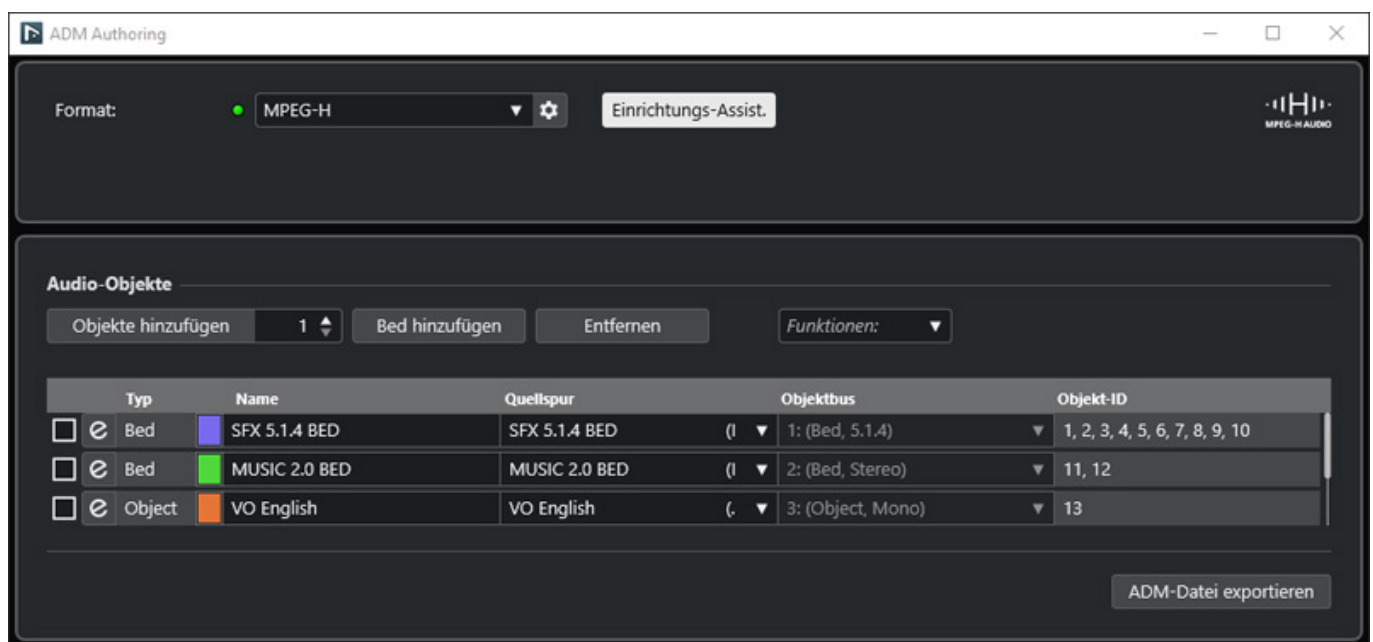 ADM Authoring
Format: MPEG-H Einrichtungs-Assist.
MPEG-H AUDIO
Audio-Objekte
Objekte hinzufügen 1 Bed hinzufügen Entfernen Funktionen:
Typ Name Quellspur Objektbus Objekt-ID
e Bed SFX 5.1.4 BED SFX 5.1.4 BED (I 1: (Bed, 5.1.4) 1, 2, 3, 4, 5, 6, 7, 8, 9, 10
e Bed MUSIC 2.0 BED MUSIC 2.0 BED (I 2: (Bed, Stereo) 11, 12
e Object VO English VO English (. 3: (Object, Mono) 13
ADM-Datei exportieren